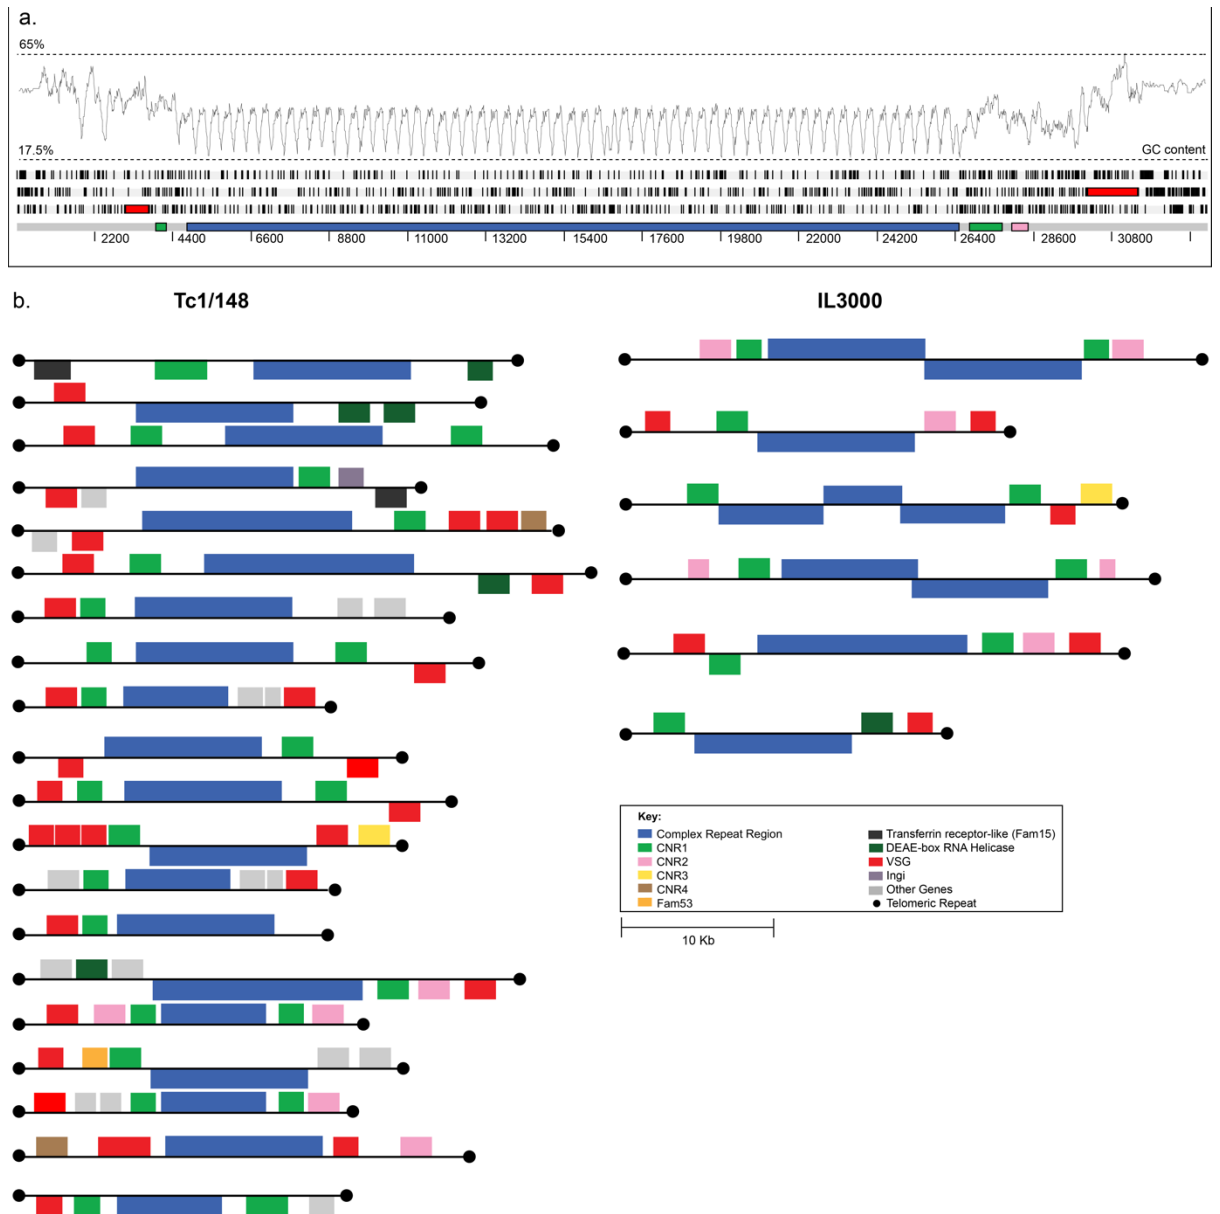 a.
65%
17.5%
GC content
2200 4400 6600 8800 11000 13200 15400 17600 19800 22000 24200 26400 28600 30800
b.
Tc1/148
IL3000
Key:
Complex Repeat Region
CNR1
CNR2
CNR3
CNR4
Fam53
Transferrin receptor-like (Fam15)
DEAE-box RNA Helicase
VSG
Ingi
Other Genes
Telomeric Repeat
10 Kb